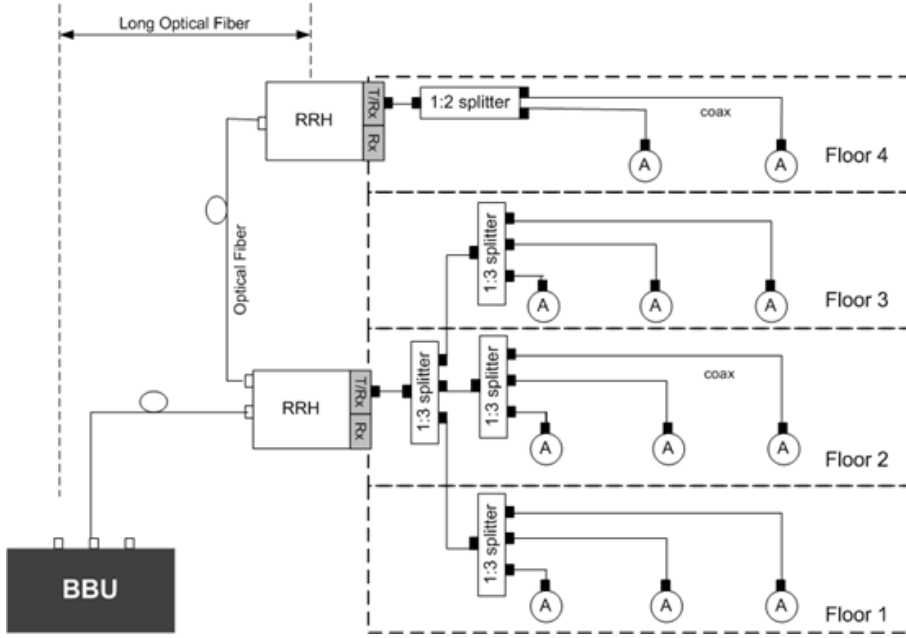 Long Optical Fiber
RRH
T/Rx
Rx
1:2 splitter
coax
A
A
Floor 4
Optical Fiber
1:3 splitter
A
A
A
Floor 3
RRH
T/Rx
Rx
1:3 splitter
1:3 splitter
coax
A
A
A
Floor 2
BBU
1:3 splitter
A
A
A
Floor 1